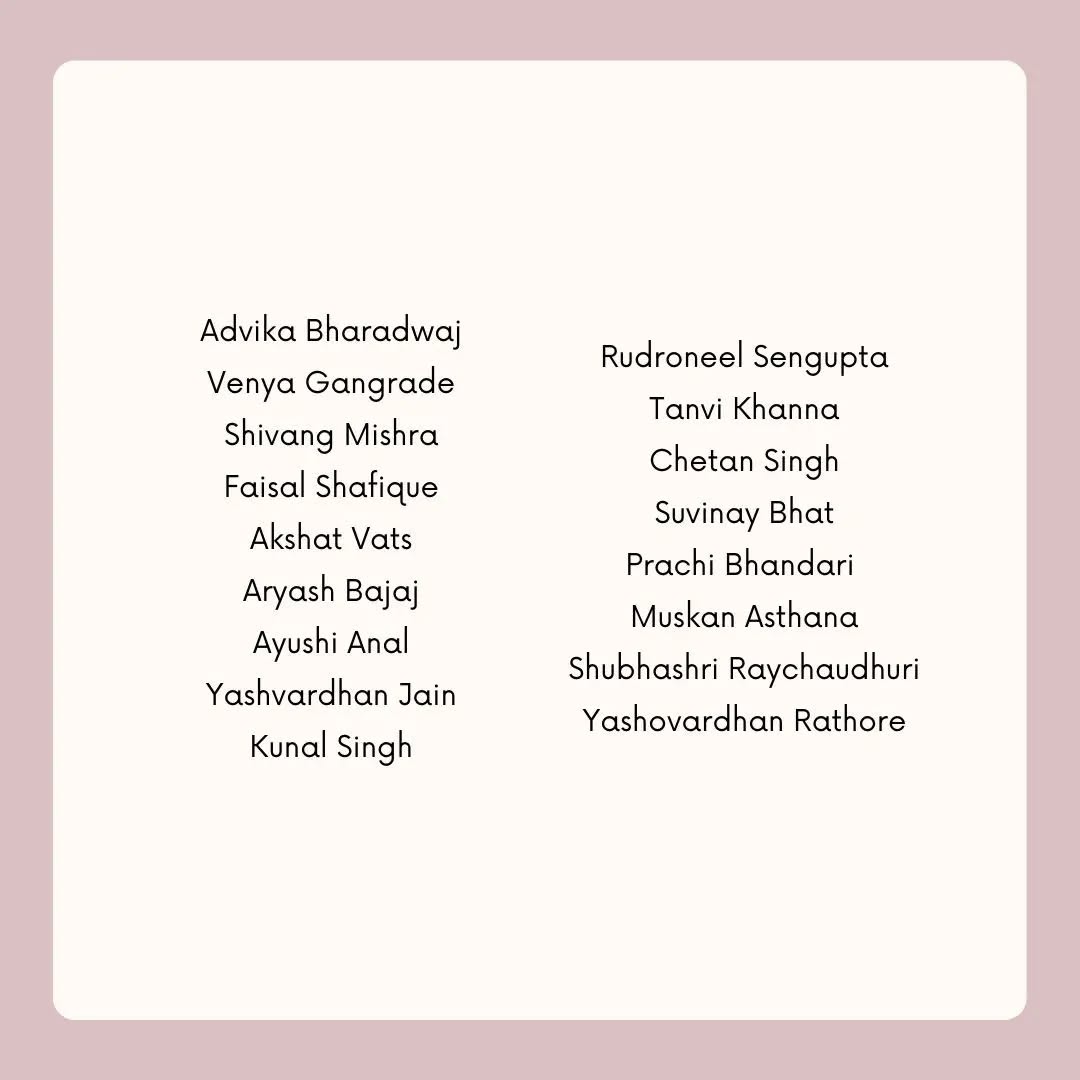 Advika Bharadwaj
Venya Gangrade
Shivang Mishra
Faisal Shafique
Akshat Vats
Aryash Bajaj
Ayushi Anal
Yashvardhan Jain
Kunal Singh
Rudroneel Sengupta
Tanvi Khanna
Chetan Singh
Suvinay Bhat
Prachi Bhandari
Muskan Asthana
Shubhashri Raychaudhuri
Yashovardhan Rathore